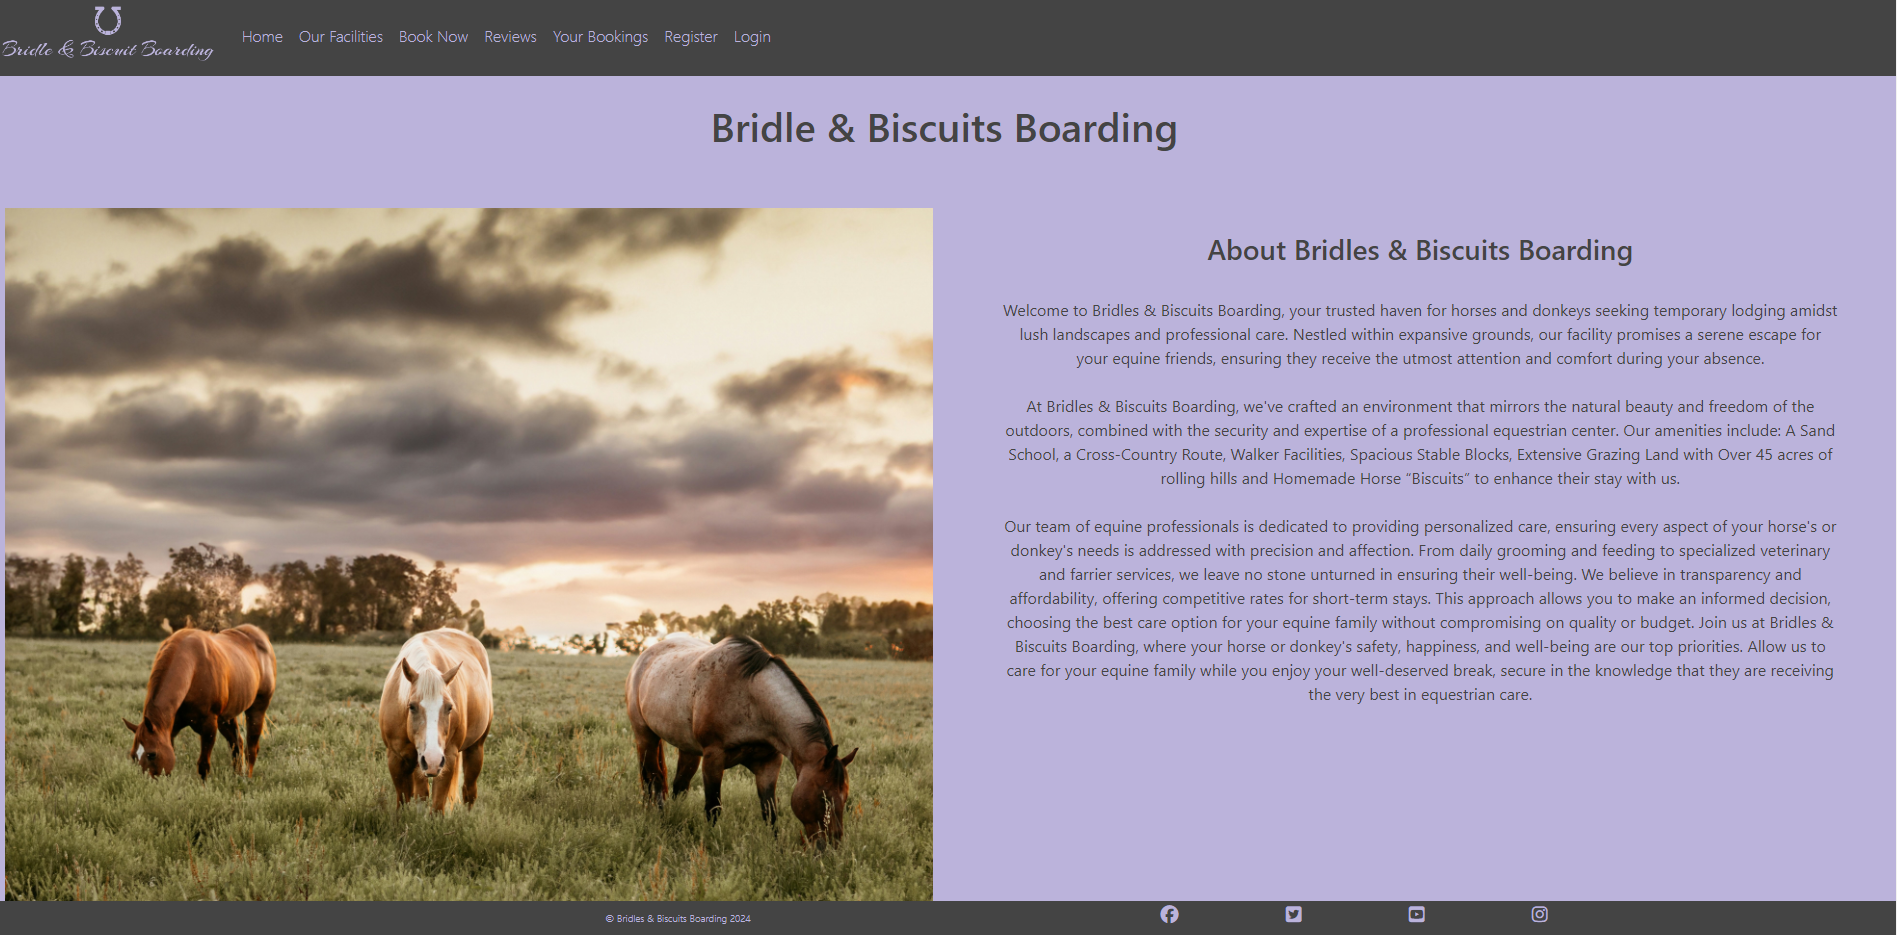 Bridle & Biscuit Boarding
Home Our Facilities Book Now Reviews Your Bookings Register Login
Bridle & Biscuits Boarding
About Bridles & Biscuits Boarding
Welcome to Bridles & Biscuits Boarding, your trusted haven for horses and donkeys seeking temporary lodging amidst
lush landscapes and professional care. Nestled within expansive grounds, our facility promises a serene escape for
your equine friends, ensuring they receive the utmost attention and comfort during your absence.
At Bridles & Biscuits Boarding, we've crafted an environment that mirrors the natural beauty and freedom of the
outdoors, combined with the security and expertise of a professional equestrian center. Our amenities include: A Sand
School, a Cross-Country Route, Walker Facilities, Spacious Stable Blocks, Extensive Grazing Land with Over 45 acres of
rolling hills and Homemade Horse “Biscuits” to enhance their stay with us.
Our team of equine professionals is dedicated to providing personalized care, ensuring every aspect of your horse's or
donkey's needs is addressed with precision and affection. From daily grooming and feeding to specialized veterinary
and farrier services, we leave no stone unturned in ensuring their well-being. We believe in transparency and
affordability, offering competitive rates for short-term stays. This approach allows you to make an informed decision,
choosing the best care option for your equine family without compromising on quality or budget. Join us at Bridles &
Biscuits Boarding, where your horse or donkey's safety, happiness, and well-being are our top priorities. Allow us to
care for your equine family while you enjoy your well-deserved break, secure in the knowledge that they are receiving
the very best in equestrian care.
© Bridles & Biscuits Boarding 2024